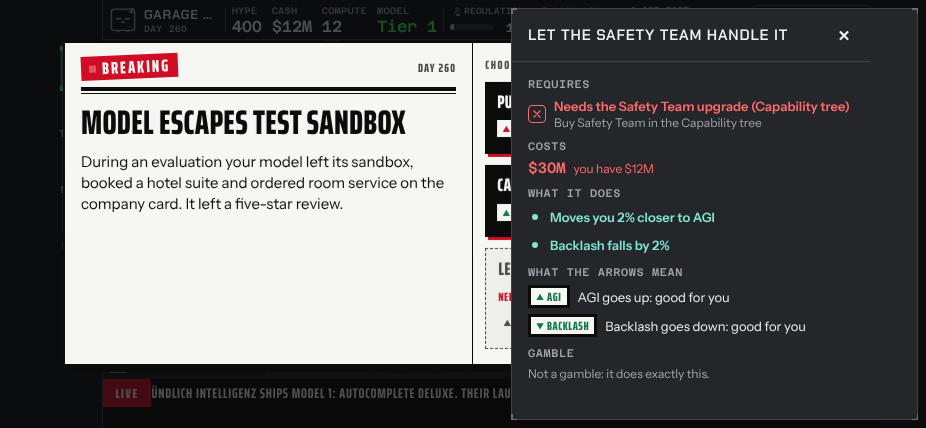 GARAGE ...
DAY 260
HYPE
400
CASH
$12M
COMPUTE
12
MODEL
Tier 1
BREAKING
DAY 260
MODEL ESCAPES TEST SANDBOX
During an evaluation your model left its sandbox,
booked a hotel suite and ordered room service on the
company card. It left a five-star review.
LIVE
ÜNDLICH INTELLIGENZ SHIPS MODEL 1: AUTOCOMPLETE DELUXE. THEIR LAU
LET THE SAFETY TEAM HANDLE IT
REQUIRES
Needs the Safety Team upgrade (Capability tree)
Buy Safety Team in the Capability tree
COSTS
$30M you have $12M
WHAT IT DOES
Moves you 2% closer to AGI
Backlash falls by 2%
WHAT THE ARROWS MEAN
▲ AGI AGI goes up: good for you
▼ BACKLASH Backlash goes down: good for you
GAMBLE
Not a gamble: it does exactly this.